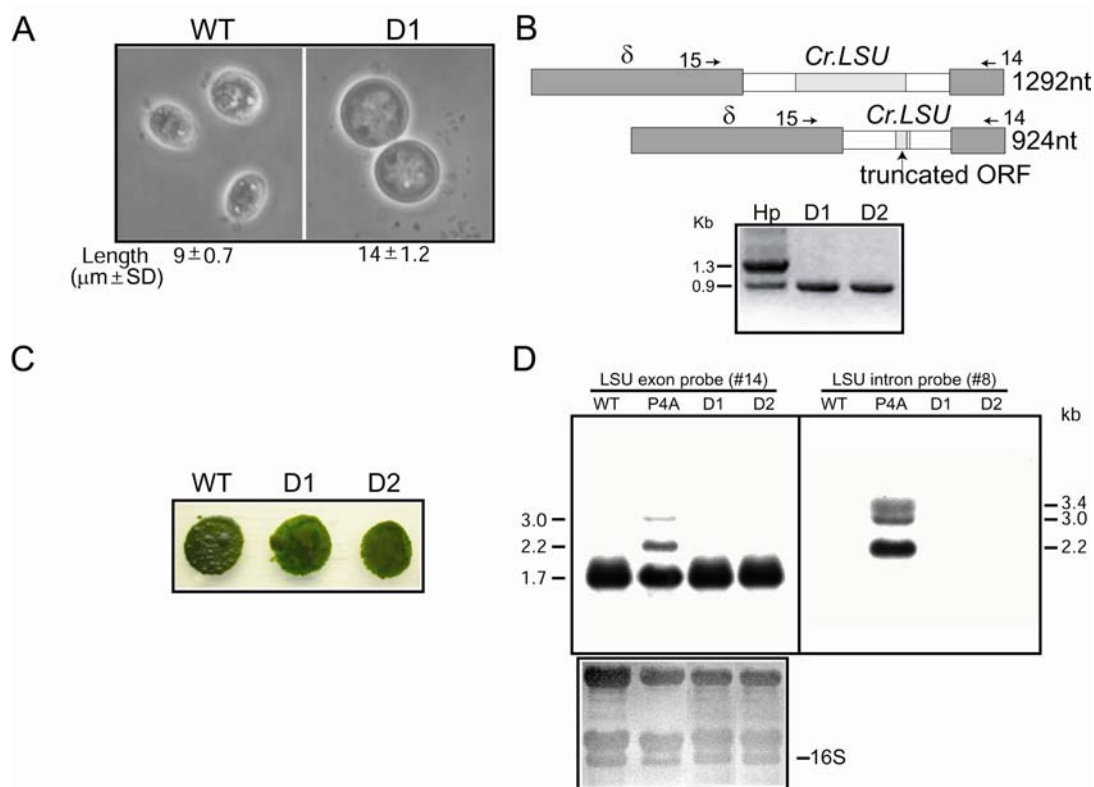 A
WT D1
Length
(μm±SD)
9±0.7 14±1.2
B
δ 15 Cr.LSU 14
1292nt
δ 15 Cr.LSU 14
924nt
truncated ORF
Kb Hp D1 D2
1.3
0.9
C
WT D1 D2
D
LSU exon probe (#14) LSU intron probe (#8)
WT P4A D1 D2 WT P4A D1 D2 kb
3.0
2.2
1.7
3.4
3.0
2.2
16S